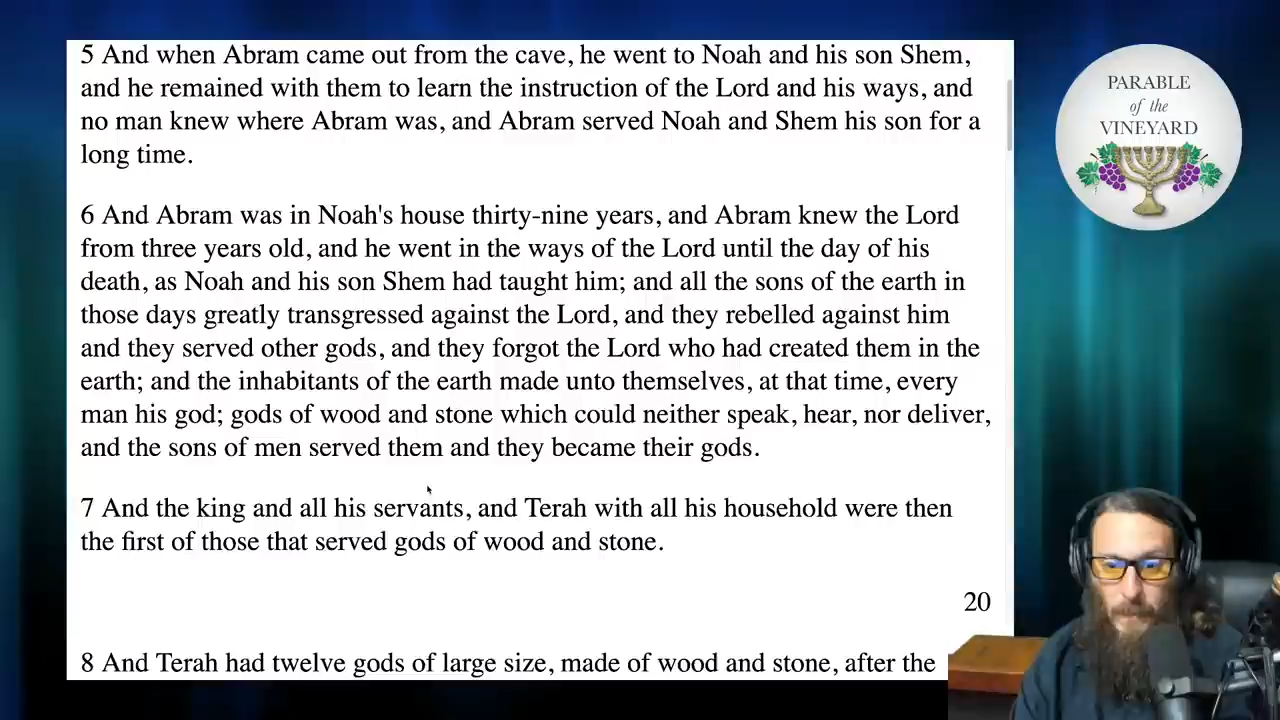 5 And when Abram came out from the cave, he went to Noah and his son Shem,
and he remained with them to learn the instruction of the Lord and his ways, and
no man knew where Abram was, and Abram served Noah and Shem his son for a
long time.
6 And Abram was in Noah's house thirty-nine years, and Abram knew the Lord
from three years old, and he went in the ways of the Lord until the day of his
death, as Noah and his son Shem had taught him; and all the sons of the earth in
those days greatly transgressed against the Lord, and they rebelled against him
and they served other gods, and they forgot the Lord who had created them in the
earth; and the inhabitants of the earth made unto themselves, at that time, every
man his god; gods of wood and stone which could neither speak, hear, nor deliver,
and the sons of men served them and they became their gods.
7 And the king and all his servants, and Terah with all his household were then
the first of those that served gods of wood and stone.
20
8 And Terah had twelve gods of large size, made of wood and stone, after the
PARABLE
of the
VINEYARD